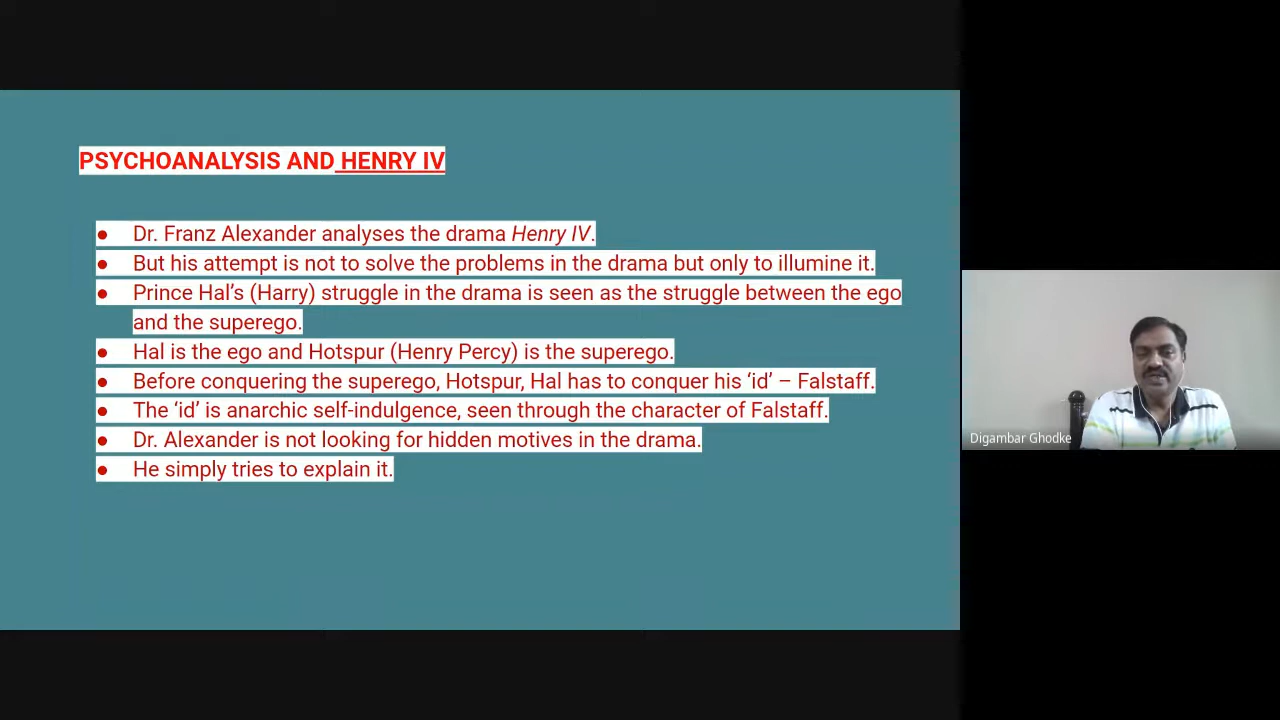 PSYCHOANALYSIS AND HENRY IV
● Dr. Franz Alexander analyses the drama Henry IV.
● But his attempt is not to solve the problems in the drama but only to illumine it.
● Prince Hal’s (Harry) struggle in the drama is seen as the struggle between the ego
and the superego.
● Hal is the ego and Hotspur (Henry Percy) is the superego.
● Before conquering the superego, Hotspur, Hal has to conquer his ‘id’ – Falstaff.
● The ‘id’ is anarchic self-indulgence, seen through the character of Falstaff.
● Dr. Alexander is not looking for hidden motives in the drama.
● He simply tries to explain it.
Digambar Ghodke